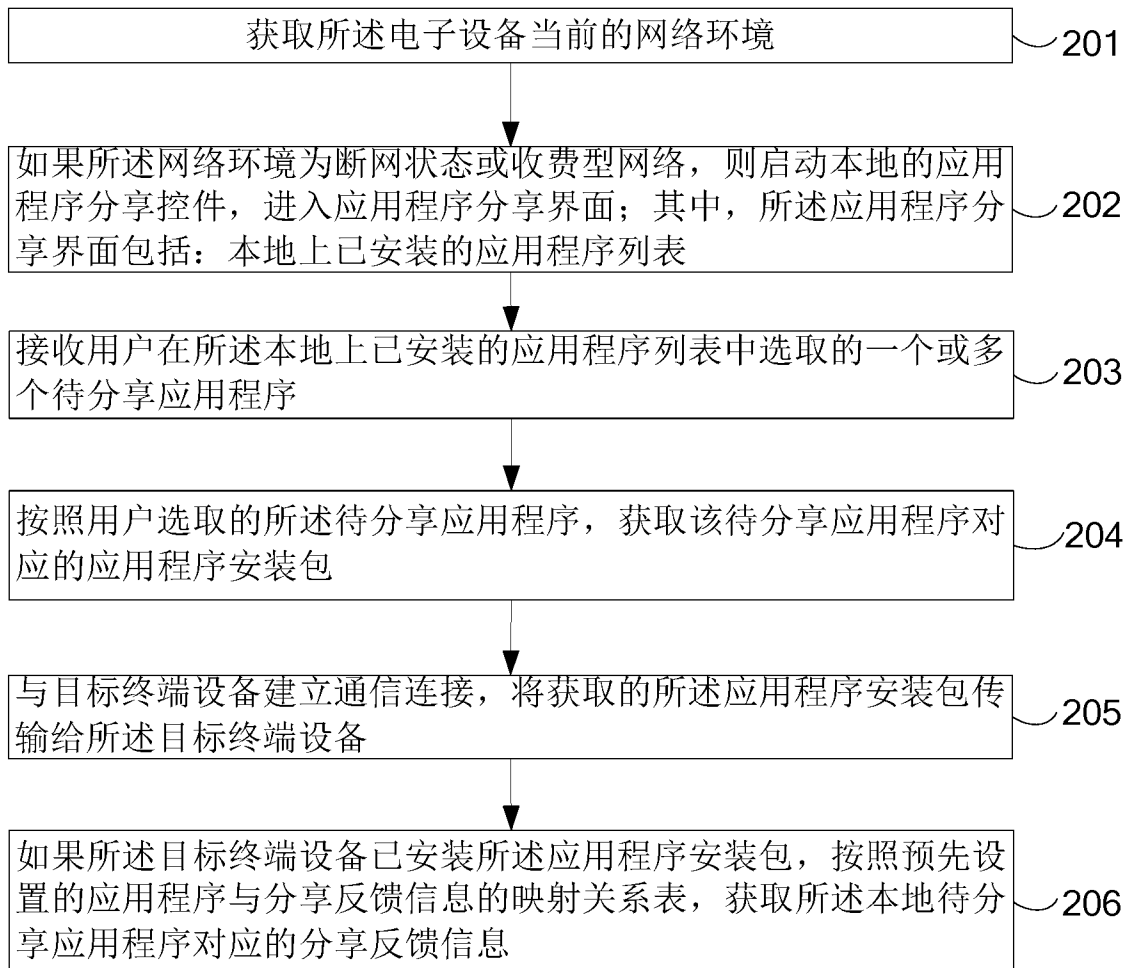 获取所述电子设备当前的网络环境
201
如果所述网络环境为断网状态或收费型网络，则启动本地的应用
程序分享控件，进入应用程序分享界面；其中，所述应用程序分
享界面包括：本地上已安装的应用程序列表
202
接收用户在所述本地上已安装的应用程序列表中选取的一个或多
个待分享应用程序
203
按照用户选取的所述待分享应用程序，获取该待分享应用程序对
应的应用程序安装包
204
与目标终端设备建立通信连接，将获取的所述应用程序安装包传
输给所述目标终端设备
205
如果所述目标终端设备已安装所述应用程序安装包，按照预先设
置的应用程序与分享反馈信息的映射关系表，获取所述本地待分
享应用程序对应的分享反馈信息
206